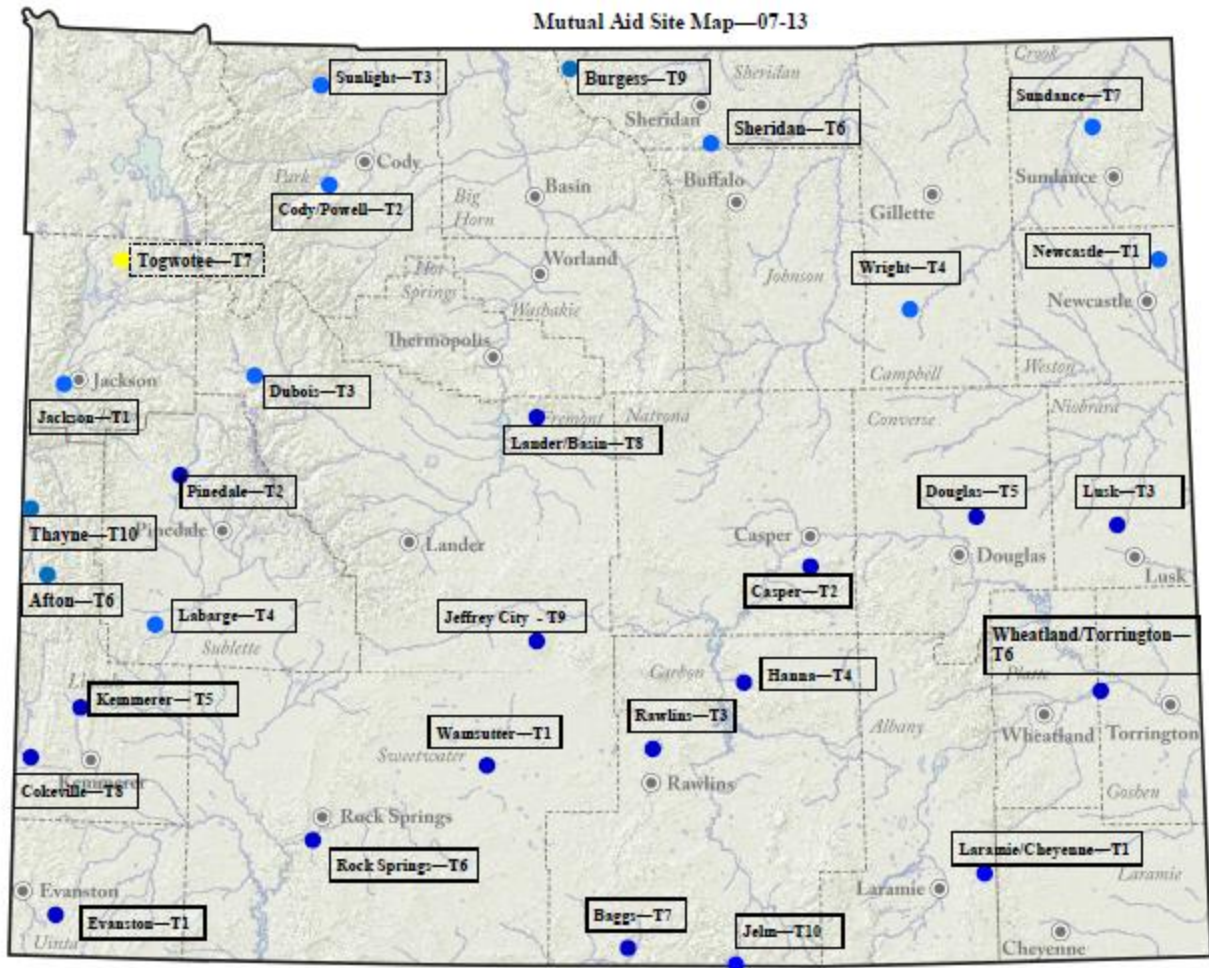 Mutual Aid Site Map—07-13
Crook
Sunlight—T3
Burgess—T9
Sheridan
Sundance—T7
Sheridan
Sheridan—T6
Cody
Park
Cody/Powell—T2
Big
Horn
Basin
Buffalo
Gillette
Sundance
Togwotee—T7
Hot
Springs
Worland
Washakie
Johnson
Wright—T4
Newcastle—T1
Newcastle
Thermopolis
Jackson
Dubois—T3
Campbell
Weston
Jackson—T1
Fremont
Natrona
Converse
Niobrara
Lander/Basin—T8
Pinedale—T2
Douglas—T5
Lusk—T3
Thayne—T10
Pinedale
Lander
Casper
Douglas
Lusk
Afton—T6
Casper—T2
Labarge—T4
Sublette
Jeffrey City - T9
Wheatland/Torrington—
T6
Carbon
Hanna—T4
Platte
Kemmerer—T5
Rawlins—T3
Wamsutter—T1
Sweetwater
Albany
Wheatland
Torrington
Kemmerer
Cokeville—T8
Rawlins
Goshen
Rock Springs
Rock Springs—T6
Laramie/Cheyenne—T1
Laramie
Evanston
Laramie
Evanston—T1
Uinta
Baggs—T7
Jelm—T10
Cheyenne